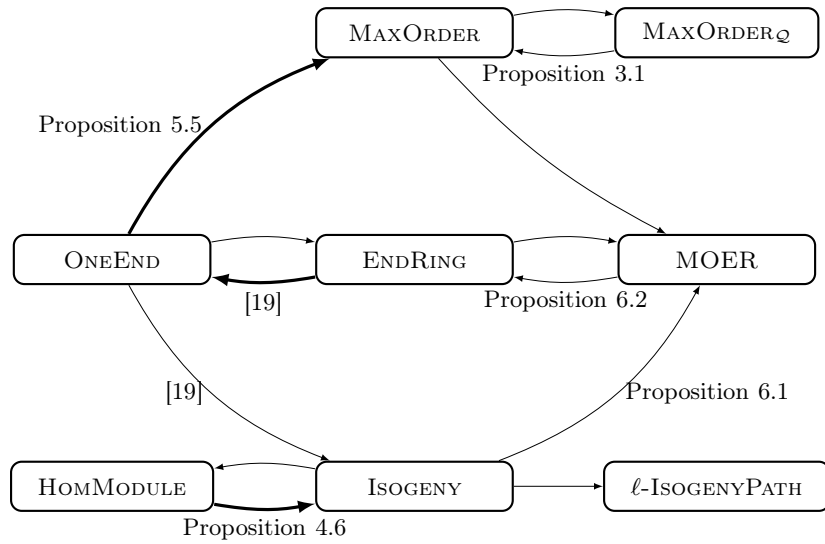 MAXORDER
MAXORDER𝒬
Proposition 3.1
Proposition 5.5
ONEEND
ENDRING
MOER
[19]
Proposition 6.2
[19]
Proposition 6.1
HOMMODULE
ISOGENY
ℓ-ISOGENYPATH
Proposition 4.6